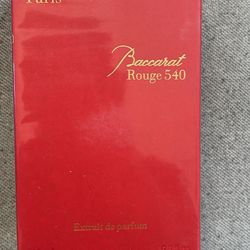 Paris
Baccarat
Rouge 540
Extrait de parfum